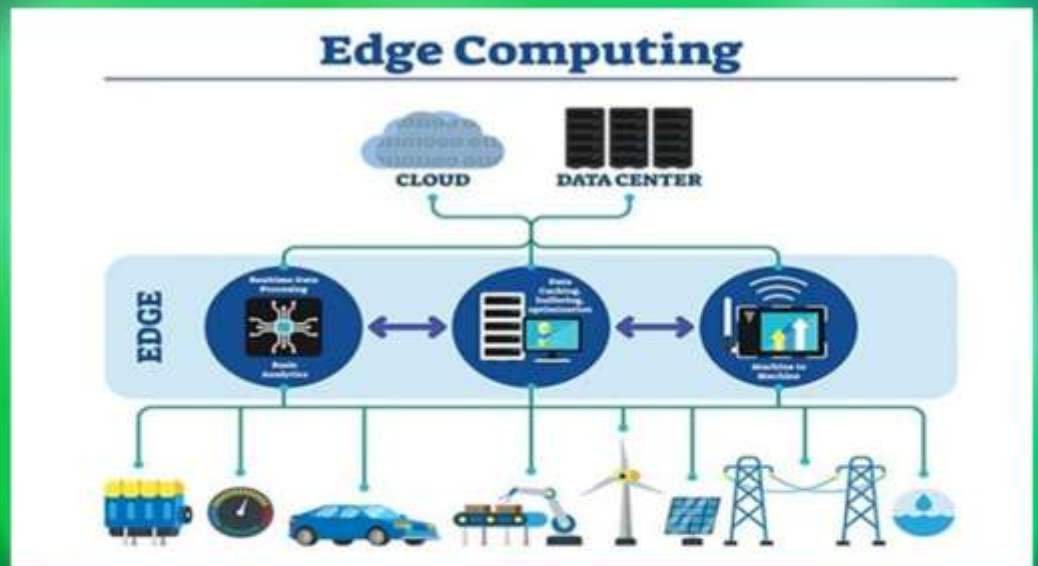 Edge Computing
CLOUD
DATA CENTER
EDGE
Realtime Data
Processing
Basic
Analytics
Data
Caching,
buffering,
optimization
Machine to
Machine